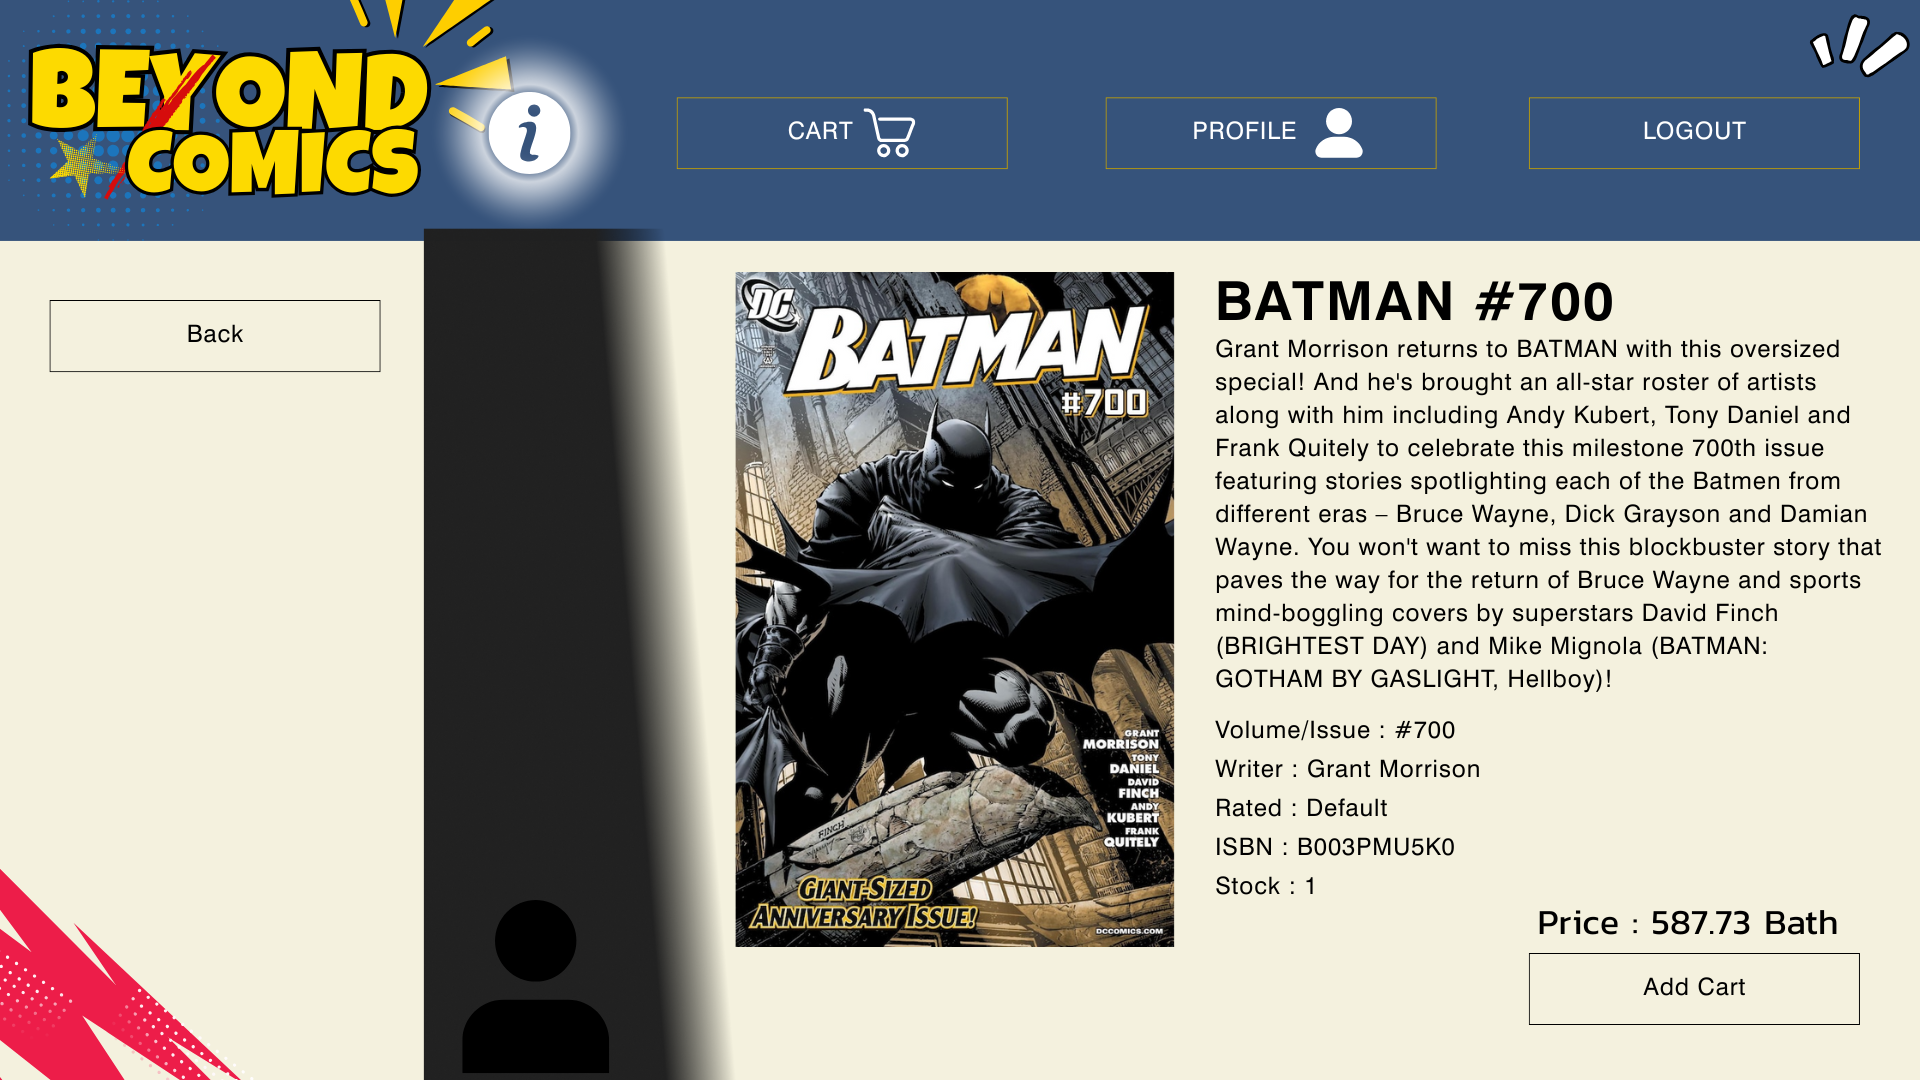 BEYOND
COMICS
i
CART
PROFILE
LOGOUT
Back
DC
BATMAN
#700
FINCH
GRANT
MORRISON
TONY
DANIEL
DAVID
FINCH
ANDY
KUBERT
FRANK
QUITELY
GIANT-SIZED
ANNIVERSARY ISSUE!
DCCOMICS.COM
BATMAN #700
Grant Morrison returns to BATMAN with this oversized
special! And he's brought an all-star roster of artists
along with him including Andy Kubert, Tony Daniel and
Frank Quitely to celebrate this milestone 700th issue
featuring stories spotlighting each of the Batmen from
different eras – Bruce Wayne, Dick Grayson and Damian
Wayne. You won't want to miss this blockbuster story that
paves the way for the return of Bruce Wayne and sports
mind-boggling covers by superstars David Finch
(BRIGHTEST DAY) and Mike Mignola (BATMAN:
GOTHAM BY GASLIGHT, Hellboy)!
Volume/Issue : #700
Writer : Grant Morrison
Rated : Default
ISBN : B003PMU5K0
Stock : 1
Price : 587.73 Bath
Add Cart